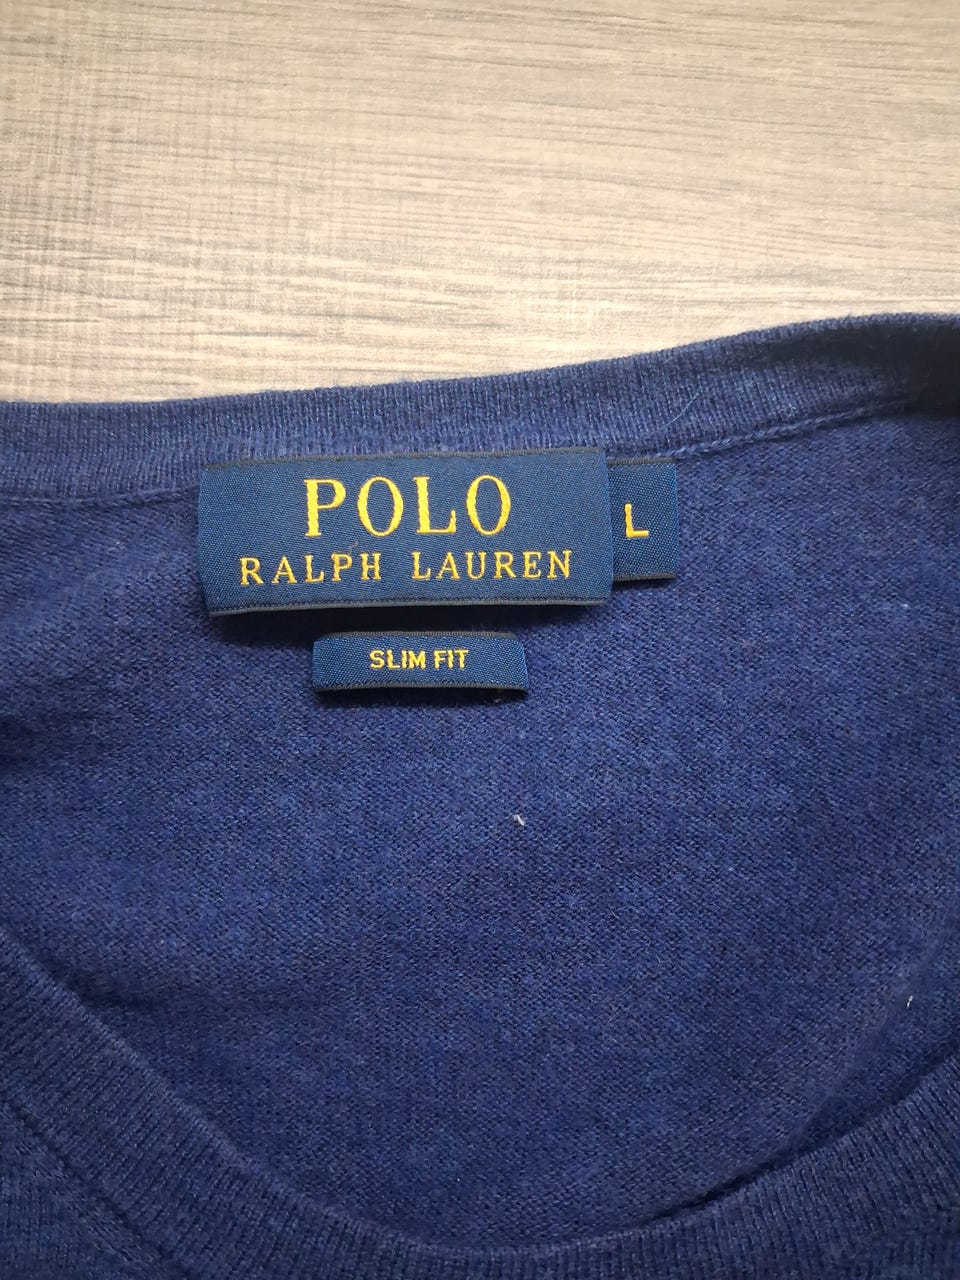 POLO
RALPH LAUREN
L
SLIM FIT